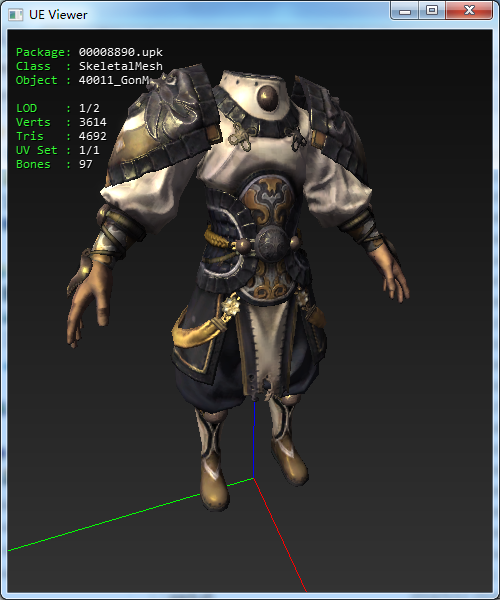 UE Viewer
Package: 00008890.upk
Class  : SkeletalMesh
Object : 40011_GonM
LOD    : 1/2
Verts  : 3614
Tris   : 4692
UV Set : 1/1
Bones  : 97